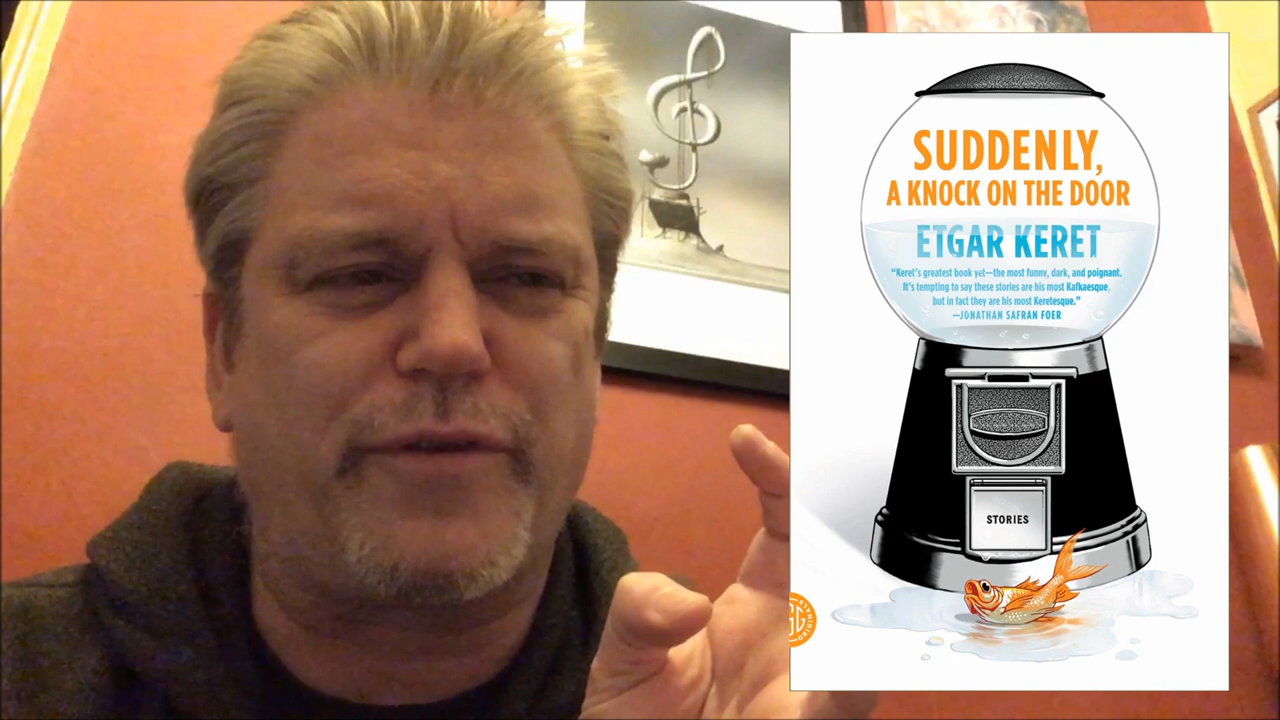 SUDDENLY,
A KNOCK ON THE DOOR
ETGAR KERET
“Keret's greatest book yet—the most funny, dark, and poignant.
It's tempting to say these stories are his most Kafkaesque,
but in fact they are his most Keretesque.”
—JONATHAN SAFRAN FOER
STORIES
ORIGINALS